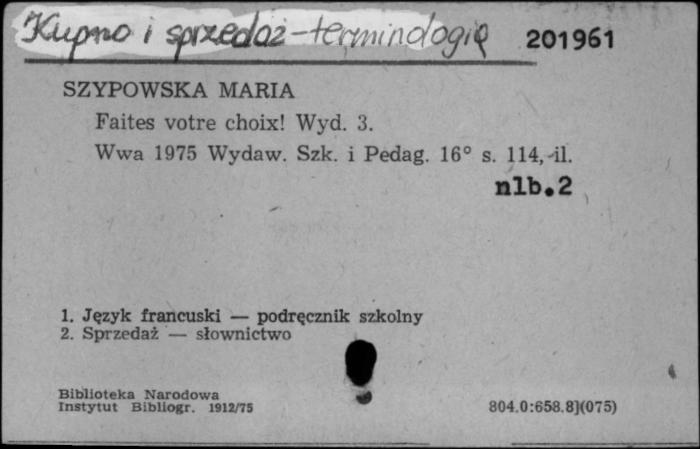 Kupno i sprzedaż - terminologia 201961
SZYPOWSKA MARIA
Faites votre choix! Wyd. 3.
Wwa 1975 Wydaw. Szk. i Pedag. 16° s. 114, il.
nlb.2
1. Język francuski — podręcznik szkolny
2. Sprzedaż — słownictwo
Biblioteka Narodowa
Instytut Bibliogr. 1912/75
804.0:658.8](075)